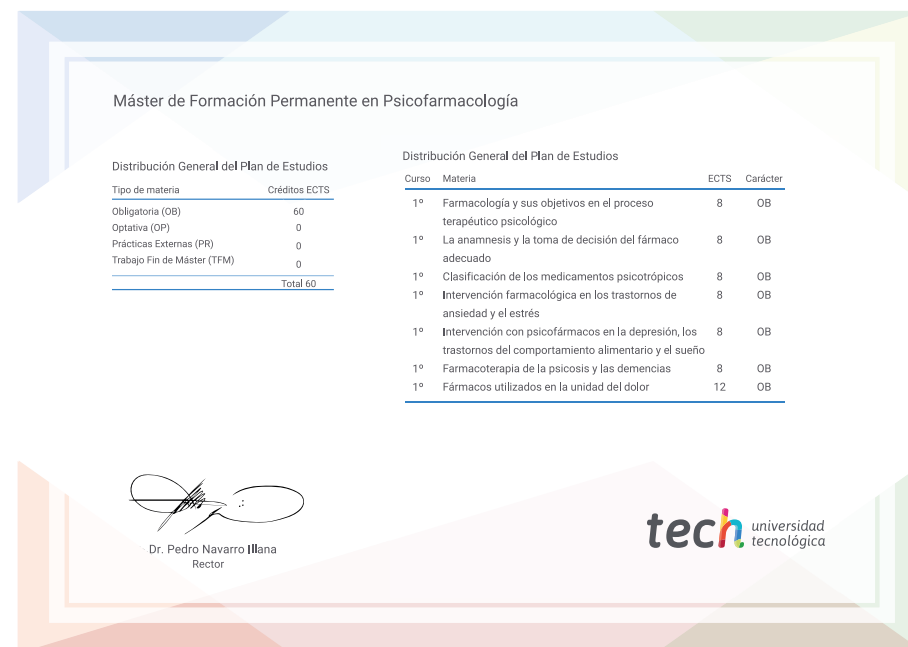 Máster de Formación Permanente en Psicofarmacología
Distribución General del Plan de Estudios
Tipo de materia Créditos ECTS
Obligatoria (OB) 60
Optativa (OP) 0
Prácticas Externas (PR) 0
Trabajo Fin de Máster (TFM) 0
Total 60
Distribución General del Plan de Estudios
Curso Materia ECTS Carácter
1º Farmacología y sus objetivos en el proceso 8 OB
terapéutico psicológico
1º La anamnesis y la toma de decisión del fármaco 8 OB
adecuado
1º Clasificación de los medicamentos psicotrópicos 8 OB
1º Intervención farmacológica en los trastornos de 8 OB
ansiedad y el estrés
1º Intervención con psicofármacos en la depresión, los 8 OB
trastornos del comportamiento alimentario y el sueño
1º Farmacoterapia de la psicosis y las demencias 8 OB
1º Fármacos utilizados en la unidad del dolor 12 OB
Dr. Pedro Navarro Illana
Rector
tech universidad
tecnológica